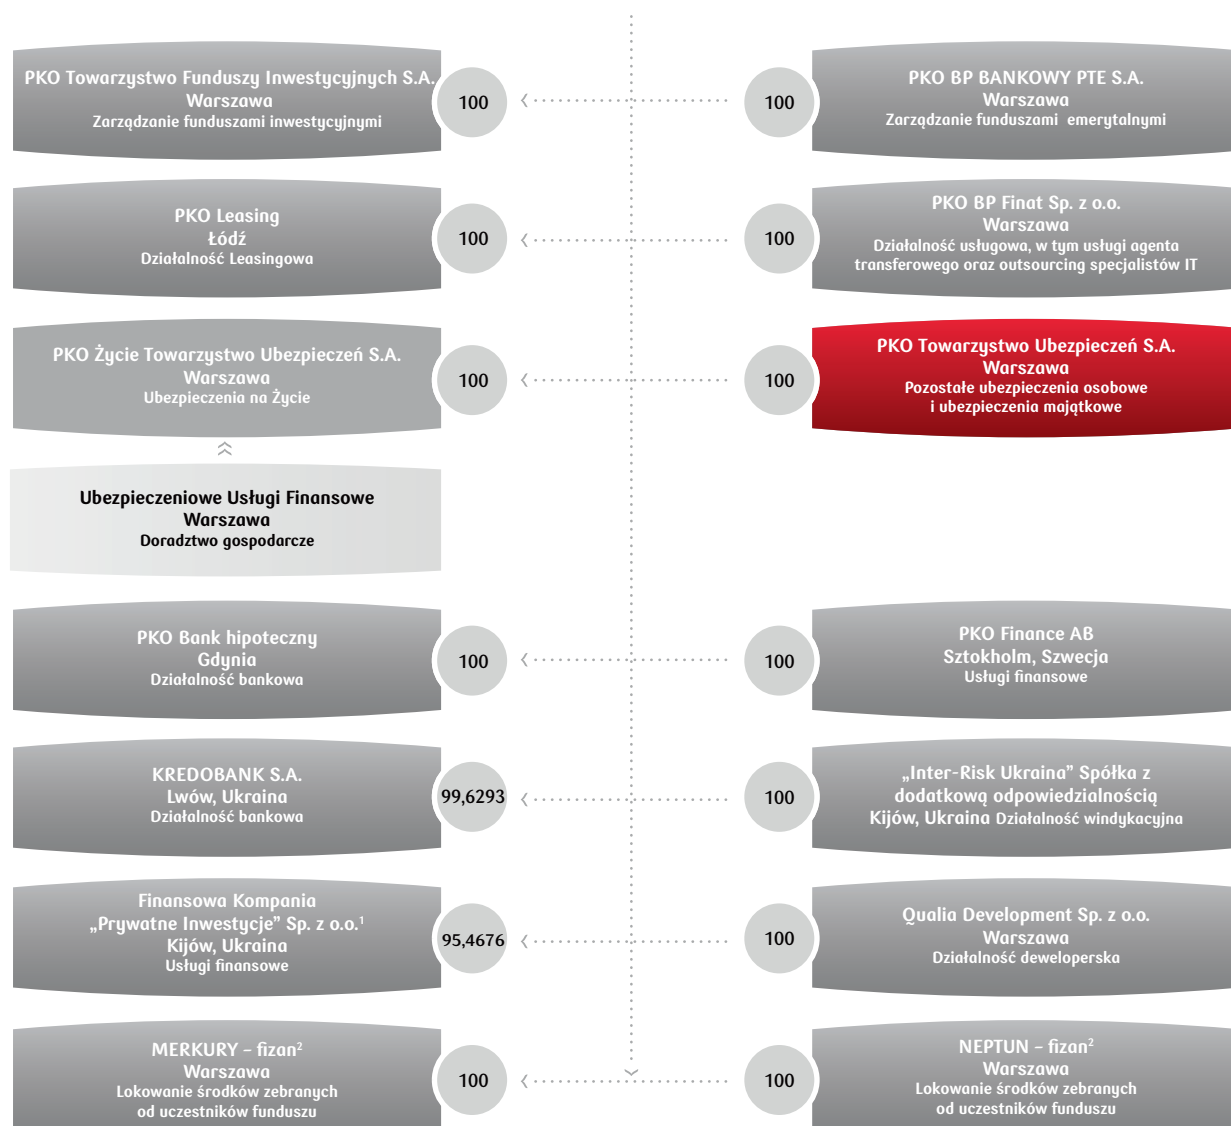 PKO Towarzystwo Funduszy Inwestycyjnych S.A.
Warszawa
Zarządzanie funduszami inwestycyjnymi
100
100
PKO BP BANKOWY PTE S.A.
Warszawa
Zarządzanie funduszami emerytalnymi
PKO Leasing
Łódź
Działalność Leasingowa
100
100
PKO BP Finat Sp. z o.o.
Warszawa
Działalność usługowa, w tym usługi agenta
transferowego oraz outsourcing specjalistów IT
PKO Życie Towarzystwo Ubezpieczeń S.A.
Warszawa
Ubezpieczenia na Życie
100
100
PKO Towarzystwo Ubezpieczeń S.A.
Warszawa
Pozostałe ubezpieczenia osobowe
i ubezpieczenia majątkowe
Ubezpieczeniowe Usługi Finansowe
Warszawa
Doradztwo gospodarcze
PKO Bank hipoteczny
Gdynia
Działalność bankowa
100
100
PKO Finance AB
Sztokholm, Szwecja
Usługi finansowe
KREDOBANK S.A.
Lwów, Ukraina
Działalność bankowa
99,6293
100
„Inter-Risk Ukraina” Spółka z
dodatkową odpowiedzialnością
Kijów, Ukraina Działalność windykacyjna
Finansowa Kompania
„Prywatne Inwestycje” Sp. z o.o.¹
Kijów, Ukraina
Usługi finansowe
95,4676
100
Qualia Development Sp. z o.o.
Warszawa
Działalność deweloperska
MERKURY – fizan²
Warszawa
Lokowanie środków zebranych
od uczestników funduszu
100
100
NEPTUN – fizan²
Warszawa
Lokowanie środków zebranych
od uczestników funduszu